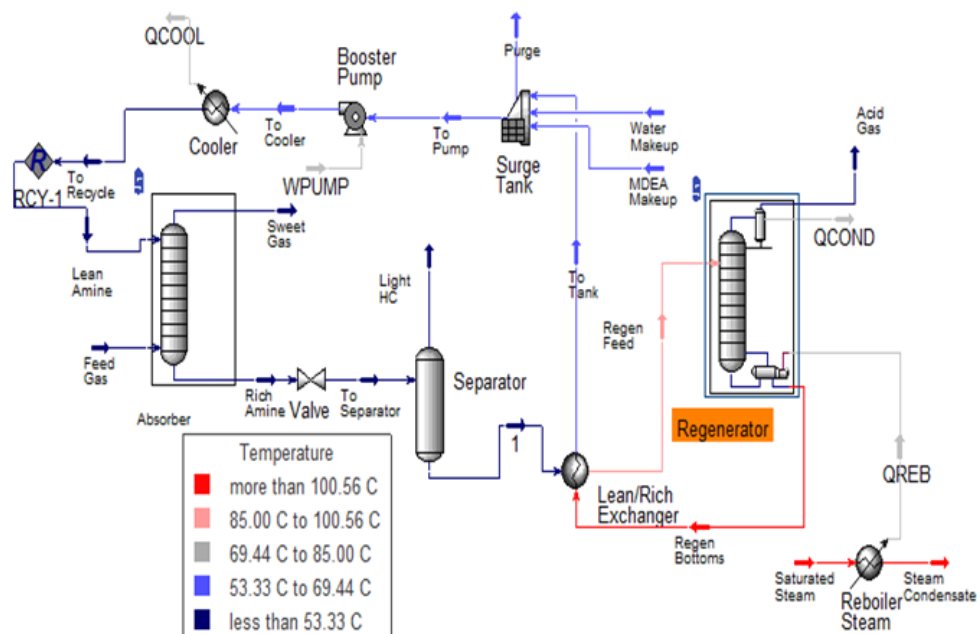 QCOOL
Booster
Pump
Purge
Cooler
To
Cooler
WPUMP
To
Pump
Surge
Tank
Water
Makeup
MDEA
Makeup
Acid
Gas
QCOND
R
RCY-1
To
Recycle
Lean
Amine
Sweet
Gas
Feed
Gas
Absorber
Rich
Amine
Valve
To
Separator
Light
HC
Separator
1
To
Tank
Regen
Feed
Regenerator
Lean/Rich
Exchanger
Regen
Bottoms
QREB
Saturated
Steam
Reboiler
Steam
Steam
Condensate
Temperature
more than 100.56 C
85.00 C to 100.56 C
69.44 C to 85.00 C
53.33 C to 69.44 C
less than 53.33 C